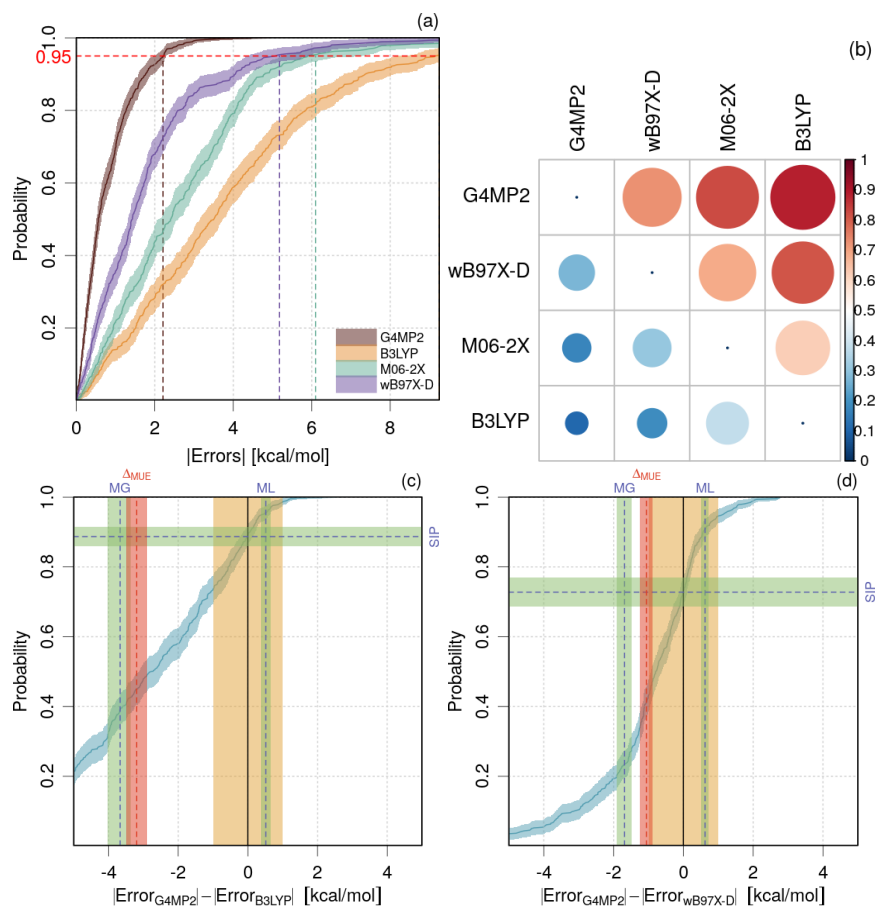 (a)
1.0
0.95
0.8
0.6
0.4
0.2
Probability
0 2 4 6 8
|Errors| [kcal/mol]
G4MP2
B3LYP
M06-2X
wB97X-D
(b)
G4MP2 wB97X-D M06-2X B3LYP
G4MP2
wB97X-D
M06-2X
B3LYP
1
0.9
0.8
0.7
0.6
0.5
0.4
0.3
0.2
0.1
0
(c)
MG ΔMUE ML
SIP
1.0
0.8
0.6
0.4
0.2
Probability
-4 -2 0 2 4
|ErrorG4MP2|−|ErrorB3LYP| [kcal/mol]
(d)
MG ΔMUE ML
SIP
1.0
0.8
0.6
0.4
0.2
Probability
-4 -2 0 2 4
|ErrorG4MP2|−|ErrorwB97X-D| [kcal/mol]